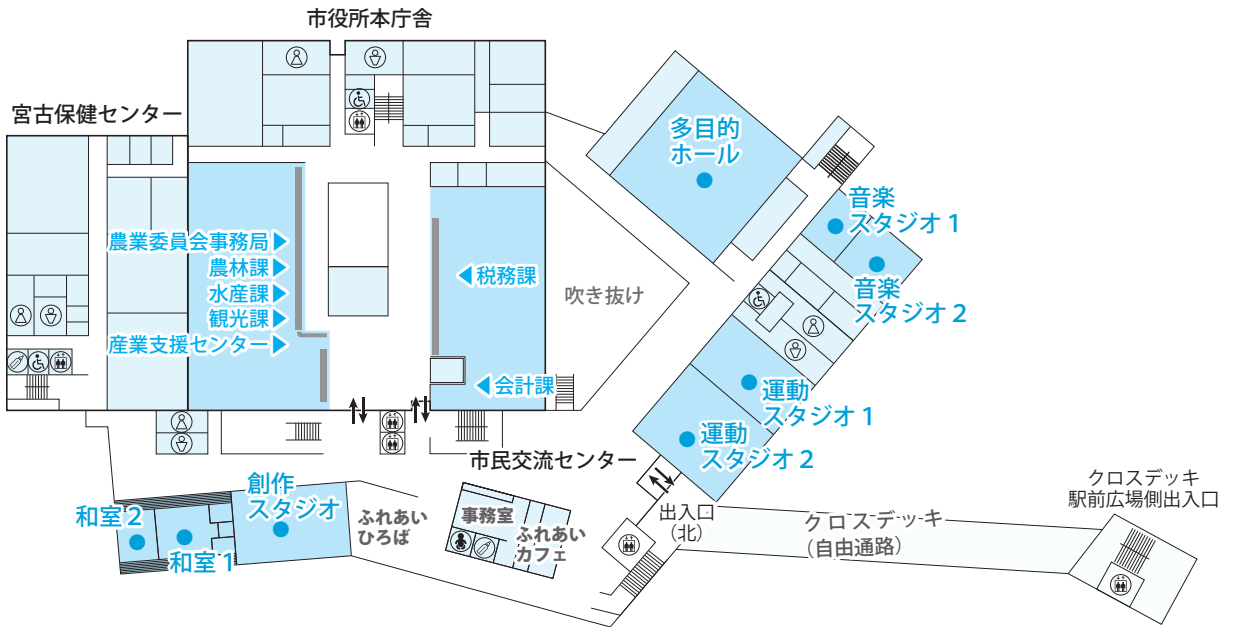 市役所本庁舎
宮古保健センター
多目的
ホール
音楽
スタジオ1
音楽
スタジオ2
農業委員会事務局▶
農林課▶
水産課▶
観光課▶
産業支援センター▶
◀税務課
◀会計課
吹き抜け
運動
スタジオ1
運動
スタジオ2
市民交流センター
クロスデッキ
駅前広場側出入口
和室2
和室1
創作
スタジオ
ふれあい
ひろば
事務室
ふれあい
カフェ
出入口
(北)
クロスデッキ
(自由通路)